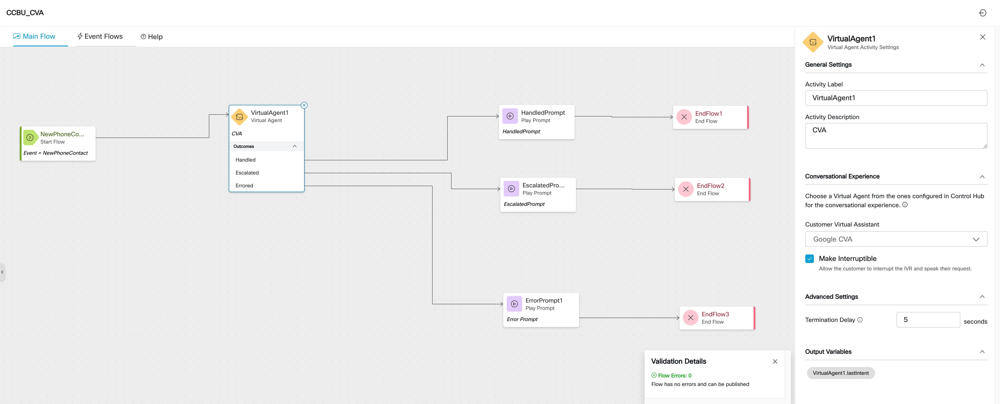 CCBU_CVA
Main Flow
Event Flows
Help
NewPhoneCo...
Start Flow
Event = NewPhoneContact
VirtualAgent1
Virtual Agent
CVA
Outcomes
Handled
Escalated
Errored
HandledPrompt
Play Prompt
HandledPrompt
EndFlow1
End Flow
EscalatedPro...
Play Prompt
EscalatedPrompt
EndFlow2
End Flow
ErrorPrompt1
Play Prompt
Error Prompt
EndFlow3
End Flow
Validation Details
Flow Errors: 0
Flow has no errors and can be published
VirtualAgent1
Virtual Agent Activity Settings
General Settings
Activity Label
VirtualAgent1
Activity Description
CVA
Conversational Experience
Choose a Virtual Agent from the ones configured in Control Hub
for the conversational experience.
Customer Virtual Assistant
Google CVA
Make Interruptible
Allow the customer to interrupt the IVR and speak their request.
Advanced Settings
Termination Delay
5
seconds
Output Variables
VirtualAgent1.lastIntent